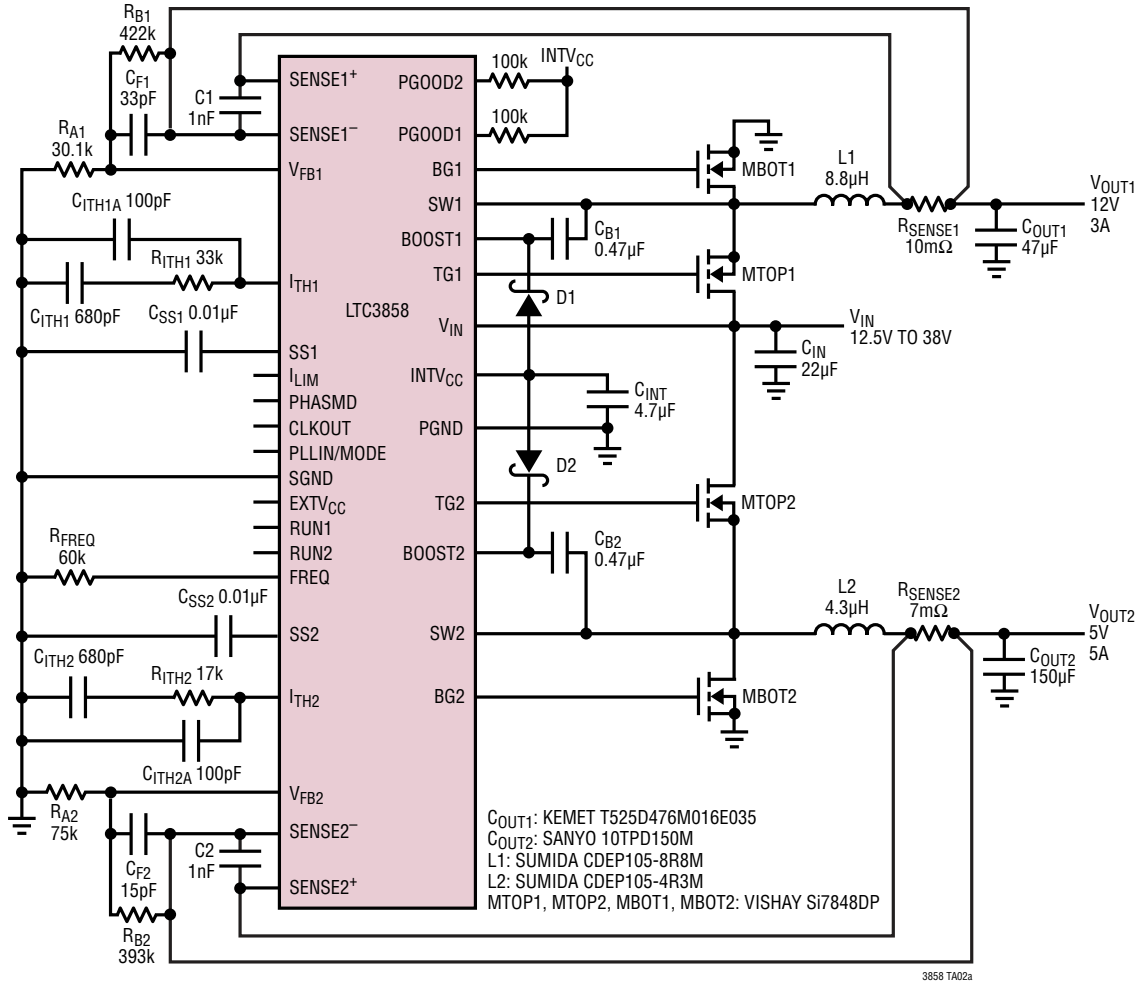 RB1
422k
CF1
33pF
RA1
30.1k
C1
1nF
CITH1A 100pF
RITH1 33k
CITH1 680pF
CSS1 0.01µF
RFREQ
60k
CSS2 0.01µF
CITH2 680pF
RITH2 17k
CITH2A 100pF
RA2
75k
CF2
15pF
RB2
393k
C2
1nF
SENSE1+
SENSE1–
VFB1
ITH1
SS1
ILIM
PHASMD
CLKOUT
PLLIN/MODE
SGND
EXTVCC
RUN1
RUN2
FREQ
SS2
ITH2
VFB2
SENSE2–
SENSE2+
LTC3858
PGOOD2
PGOOD1
BG1
SW1
BOOST1
TG1
VIN
INTVCC
PGND
TG2
BOOST2
SW2
BG2
100k
INTVCC
100k
MBOT1
L1
8.8µH
CB1
0.47µF
RSENSE1
10mΩ
VOUT1
12V
3A
COUT1
47µF
MTOP1
D1
VIN
12.5V TO 38V
CIN
22µF
CINT
4.7µF
D2
MTOP2
CB2
0.47µF
L2
4.3µH
RSENSE2
7mΩ
VOUT2
5V
5A
COUT2
150µF
MBOT2
COUT1: KEMET T525D476M016E035
COUT2: SANYO 10TPD150M
L1: SUMIDA CDEP105-8R8M
L2: SUMIDA CDEP105-4R3M
MTOP1, MTOP2, MBOT1, MBOT2: VISHAY Si7848DP
3858 TA02a